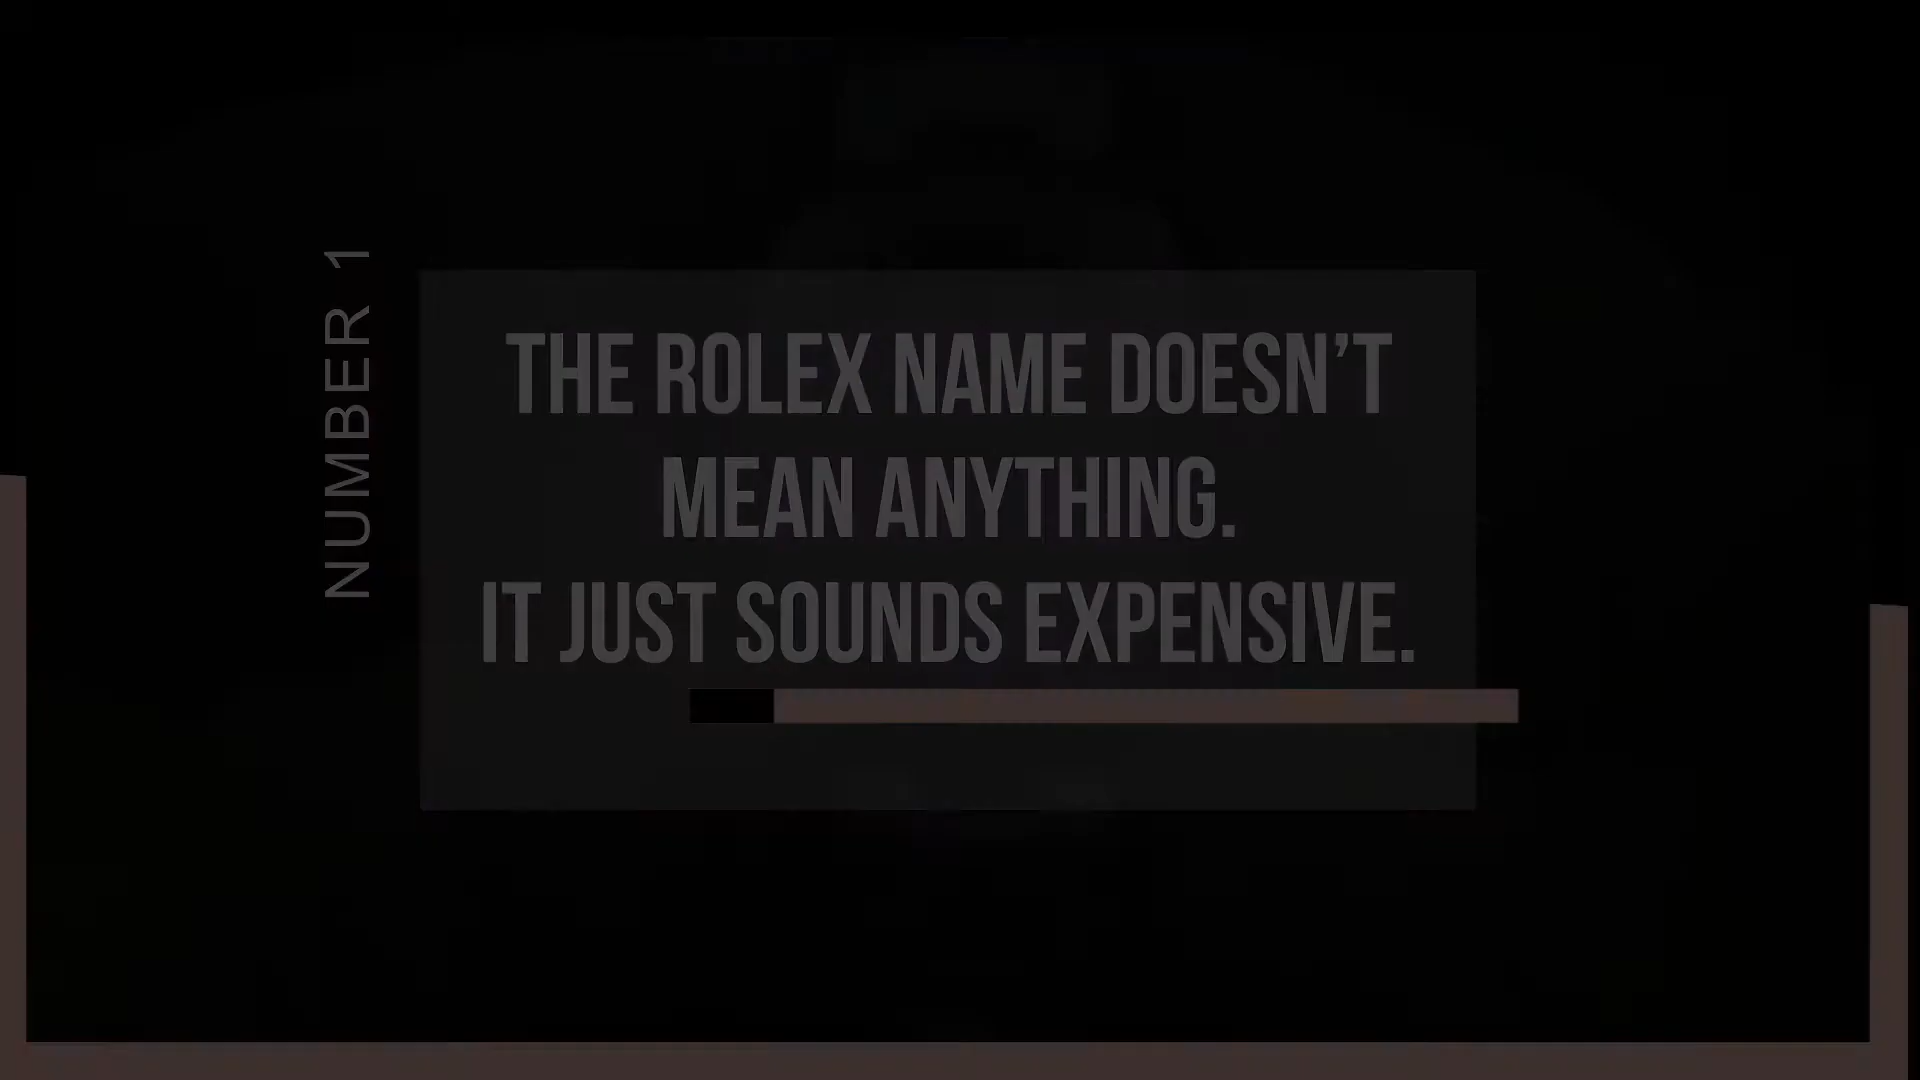 NUMBER 1
THE ROLEX NAME DOESN’T
MEAN ANYTHING.
IT JUST SOUNDS EXPENSIVE.